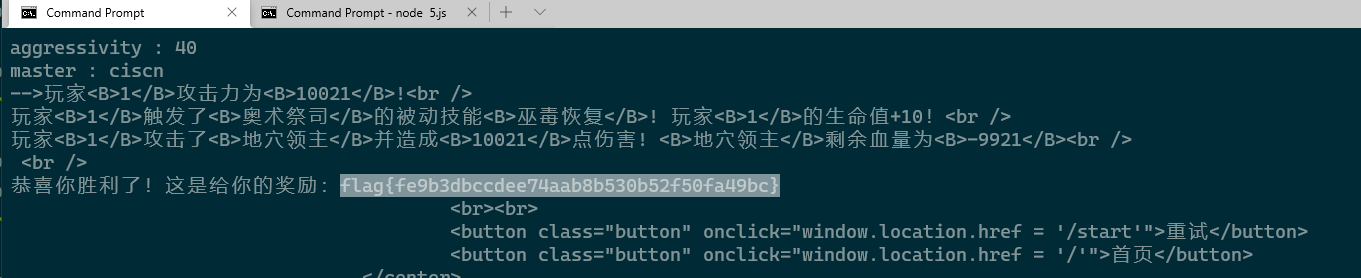 Command Prompt
Command Prompt - node 5.js
aggressivity : 40
master : ciscn
-->玩家<B>1</B>攻击力为<B>10021</B>!<br />
玩家<B>1</B>触发了<B>奥术祭司</B>的被动技能<B>巫毒恢复</B>! 玩家<B>1</B>的生命值+10! <br />
玩家<B>1</B>攻击了<B>地穴领主</B>并造成<B>10021</B>点伤害! <B>地穴领主</B>剩余血量为<B>-9921</B><br />
<br />
恭喜你胜利了! 这是给你的奖励: flag{fe9b3dbccdee74aab8b530b52f50fa49bc}
<br><br>
<button class="button" onclick="window.location.href = '/start'">重试</button>
<button class="button" onclick="window.location.href = '/'">首页</button>
</center>